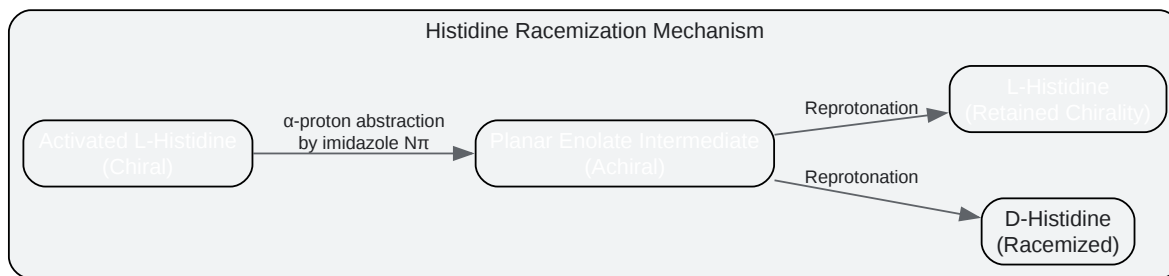 Histidine Racemization Mechanism
Activated L-Histidine
(Chiral)
α-proton abstraction
by imidazole Nπ
Planar Enolate Intermediate
(Achiral)
Reprotonation
L-Histidine
(Retained Chirality)
Reprotonation
D-Histidine
(Racemized)